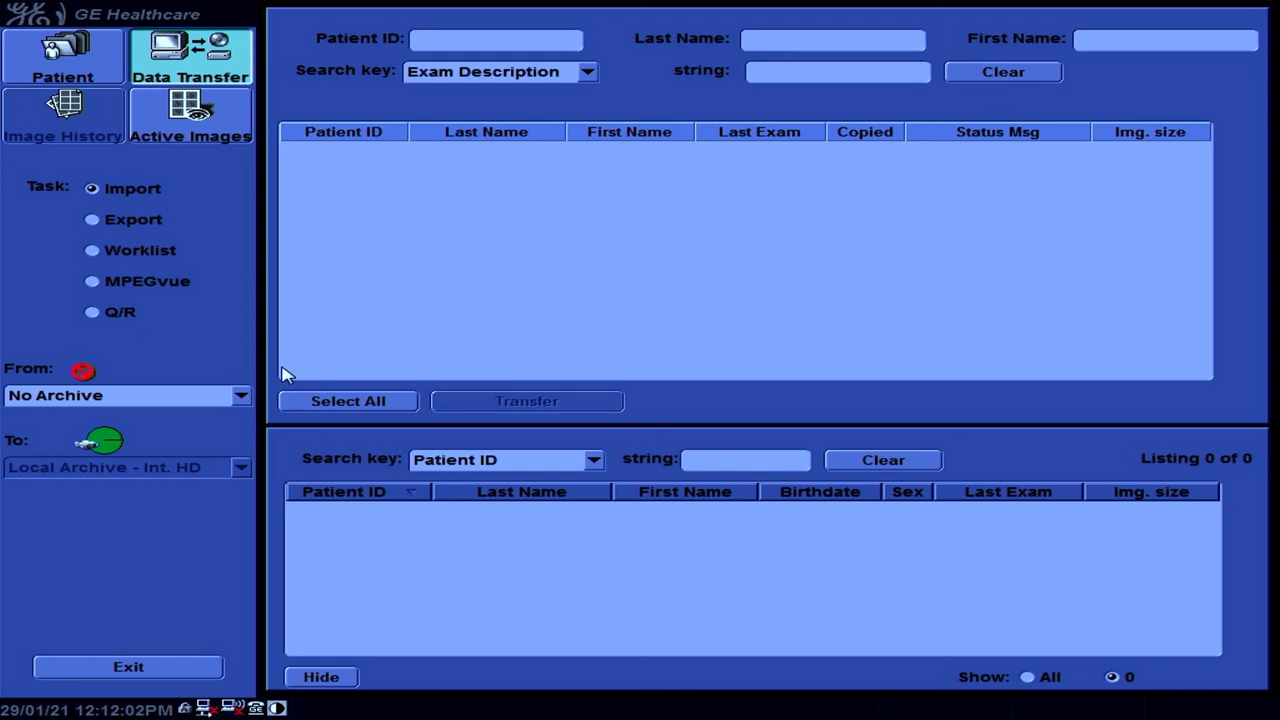 GE Healthcare
Patient
Data Transfer
Image History
Active Images
Task: Import
Export
Worklist
MPEGvue
Q/R
From:
No Archive
To:
Local Archive - Int. HD
Exit
29/01/21 12:12:02PM
Patient ID: Last Name: First Name:
Search key: Exam Description string: Clear
Patient ID Last Name First Name Last Exam Copied Status Msg Img. size
Select All Transfer
Search key: Patient ID string: Clear Listing 0 of 0
Patient ID Last Name First Name Birthdate Sex Last Exam Img. size
Hide Show: All 0